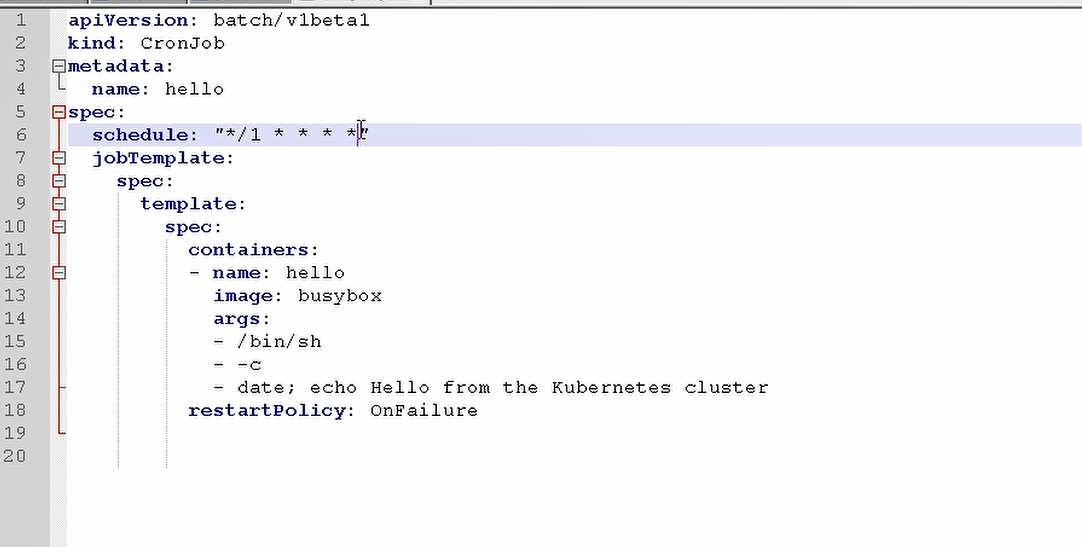 1 apiVersion: batch/v1beta1
2 kind: CronJob
3 metadata:
4   name: hello
5 spec:
6   schedule: "*/1 * * * *"
7   jobTemplate:
8     spec:
9       template:
10         spec:
11           containers:
12           - name: hello
13             image: busybox
14             args:
15             - /bin/sh
16             - -c
17             - date; echo Hello from the Kubernetes cluster
18           restartPolicy: OnFailure
19
20